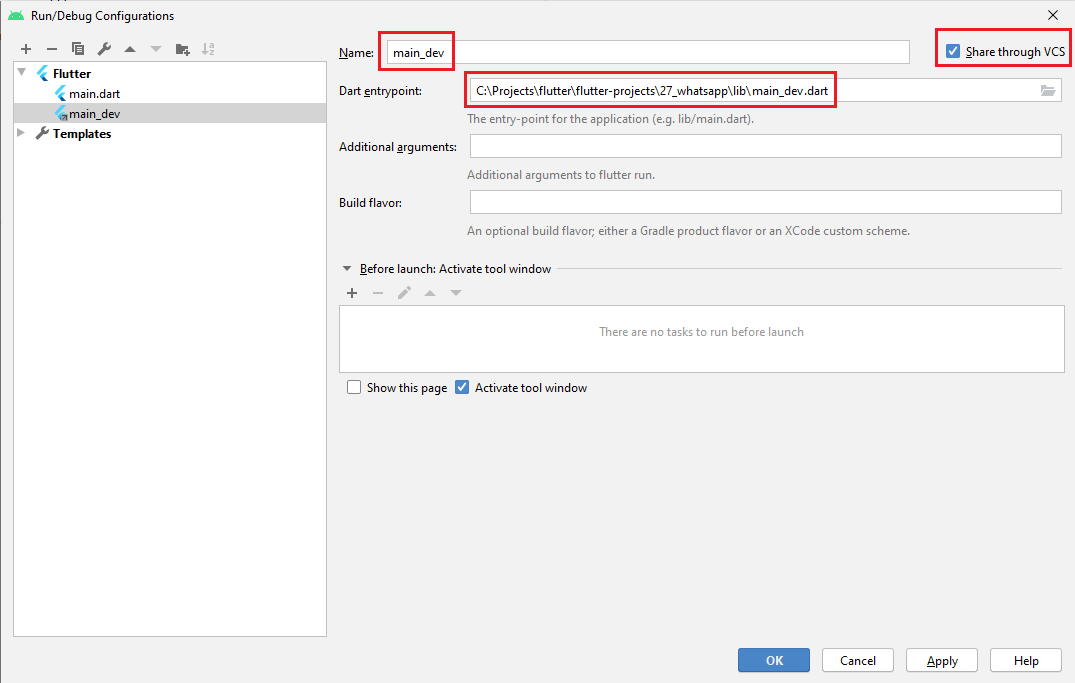 Run/Debug Configurations
Flutter
main.dart
main_dev
Templates
Name: main_dev
Share through VCS
Dart entrypoint: C:\Projects\flutter\flutter-projects\27_whatsapp\lib\main_dev.dart
The entry-point for the application (e.g. lib/main.dart).
Additional arguments:
Additional arguments to flutter run.
Build flavor:
An optional build flavor; either a Gradle product flavor or an XCode custom scheme.
Before launch: Activate tool window
There are no tasks to run before launch
Show this page Activate tool window
OK Cancel Apply Help